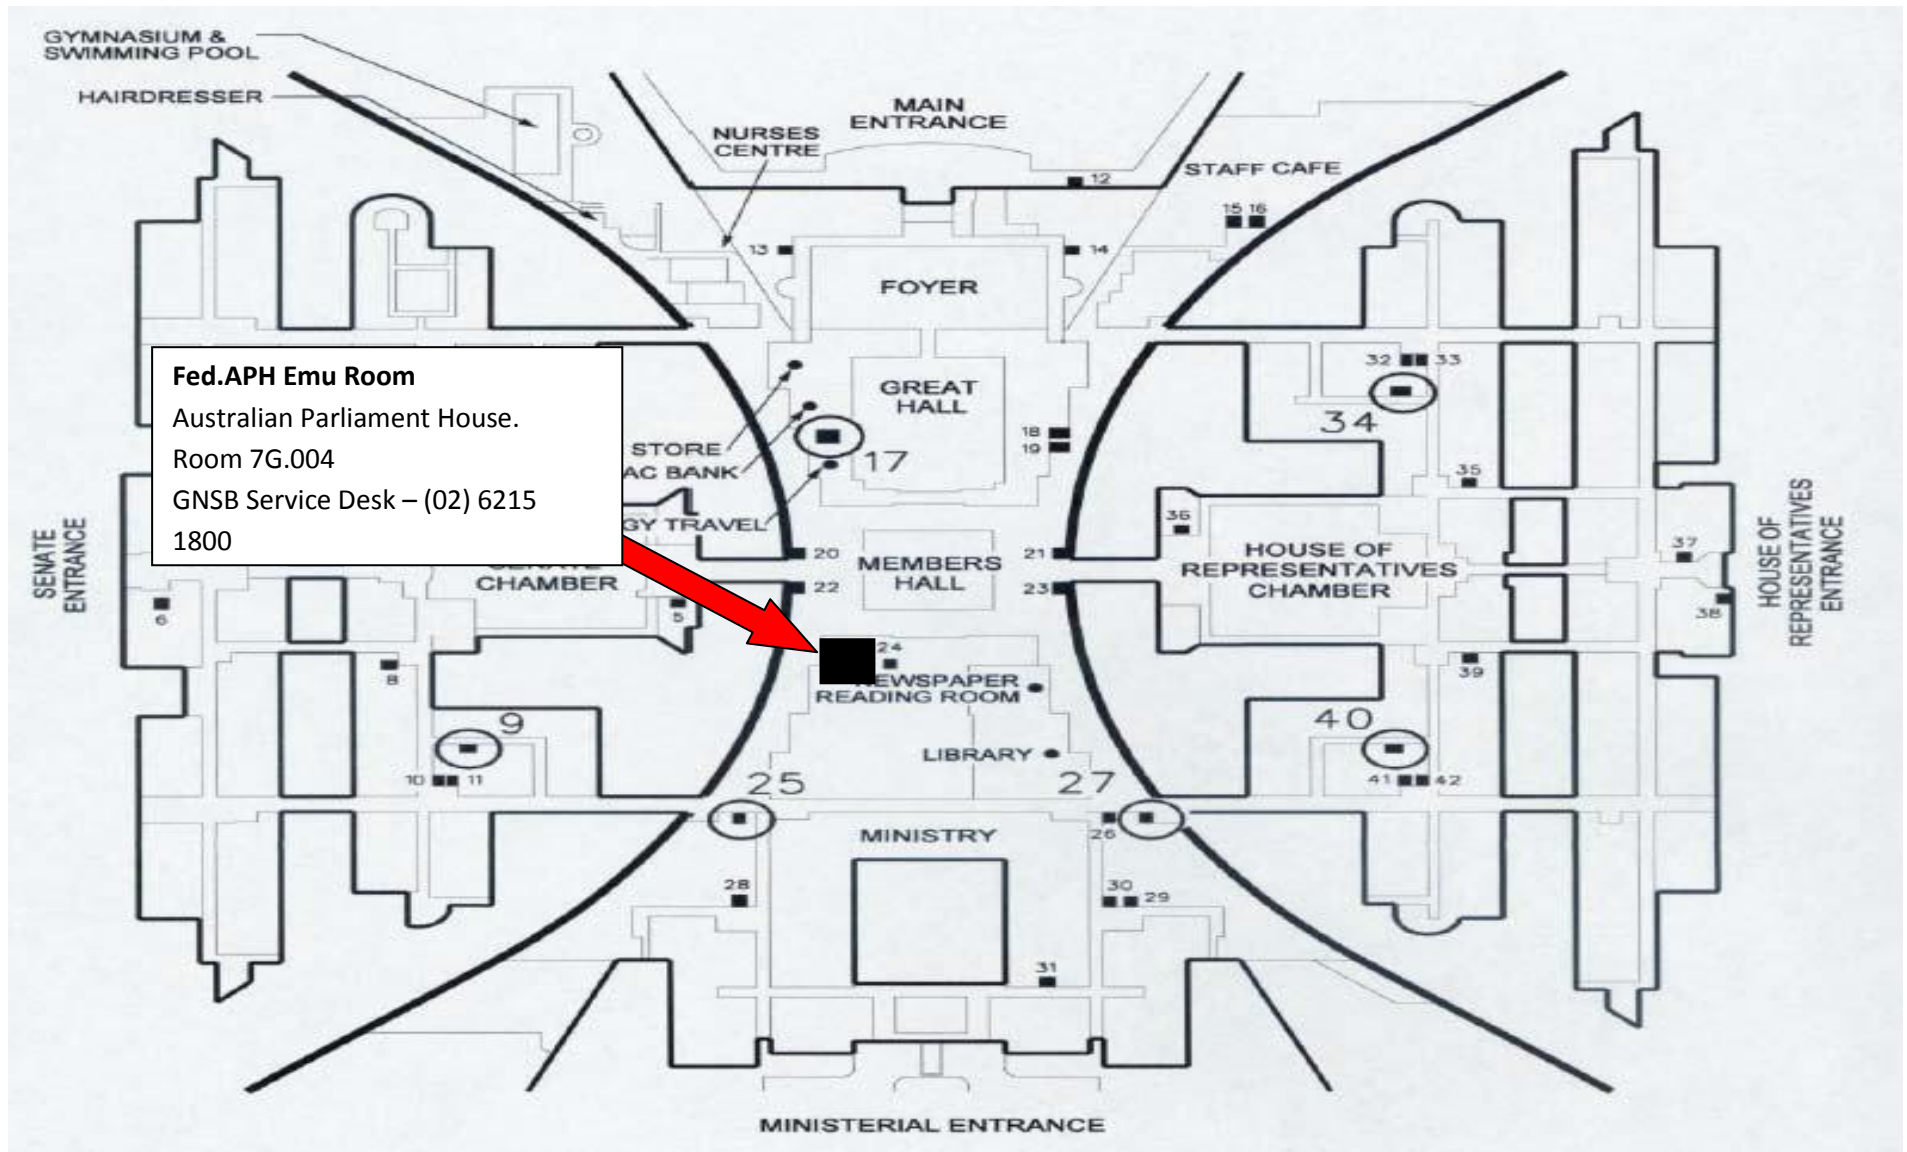 GYMNASIUM &
SWIMMING POOL
HAIRDRESSER
MAIN
ENTRANCE
NURSES
CENTRE
STAFF CAFE
12
15 16
13
14
FOYER
Fed.APH Emu Room
Australian Parliament House.
Room 7G.004
GNSB Service Desk – (02) 6215
1800
32 33
34
GREAT
HALL
STORE
AC BANK
17
18
19
GY TRAVEL
35
36
20
21
MEMBERS
HALL
22
23
CHAMBER
5
6
SENATE
ENTRANCE
HOUSE OF
REPRESENTATIVES
CHAMBER
37
38
HOUSE OF
REPRESENTATIVES
ENTRANCE
24
EWSPAPER
READING ROOM
8
39
9
40
LIBRARY
10 11
41 42
25
27
26
MINISTRY
28
30
29
31
MINISTERIAL ENTRANCE